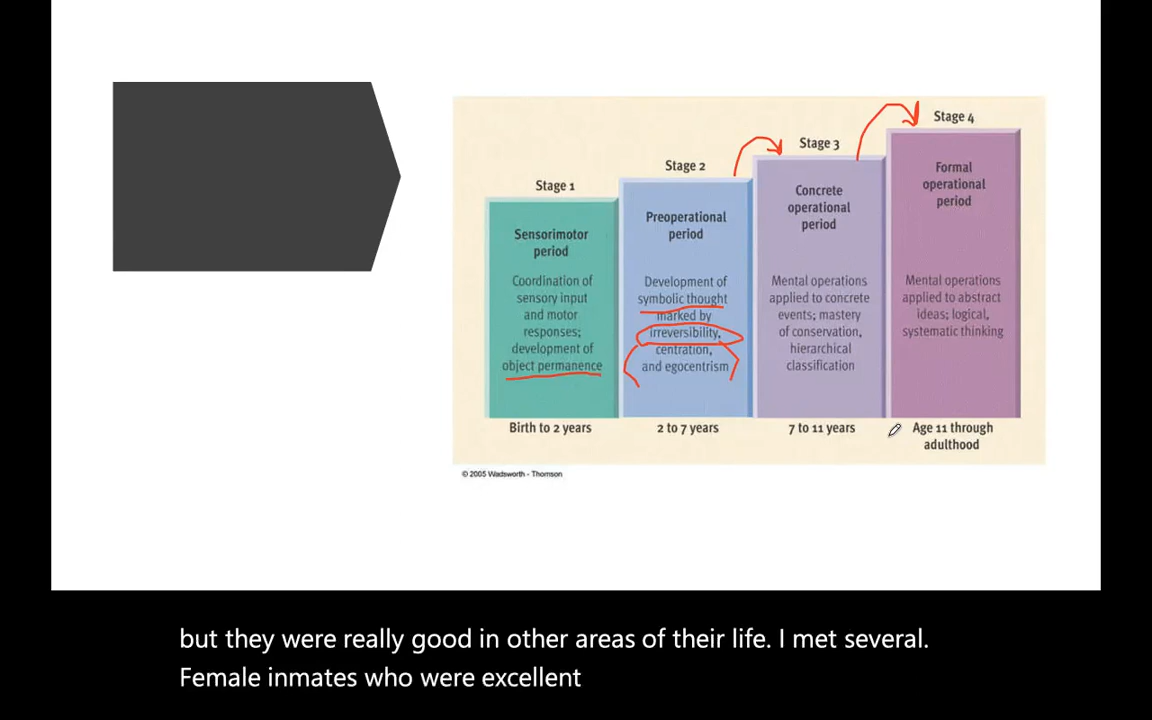 Stage 1
Sensorimotor
period
Coordination of
sensory input
and motor
responses;
development of
object permanence
Birth to 2 years
Stage 2
Preoperational
period
Development of
symbolic thought
marked by
irreversibility,
centration,
and egocentrism
2 to 7 years
Stage 3
Concrete
operational
period
Mental operations
applied to concrete
events; mastery
of conservation,
hierarchical
classification
7 to 11 years
Stage 4
Formal
operational
period
Mental operations
applied to abstract
ideas; logical,
systematic thinking
Age 11 through
adulthood
© 2005 Wadsworth - Thomson
but they were really good in other areas of their life. I met several.
Female inmates who were excellent